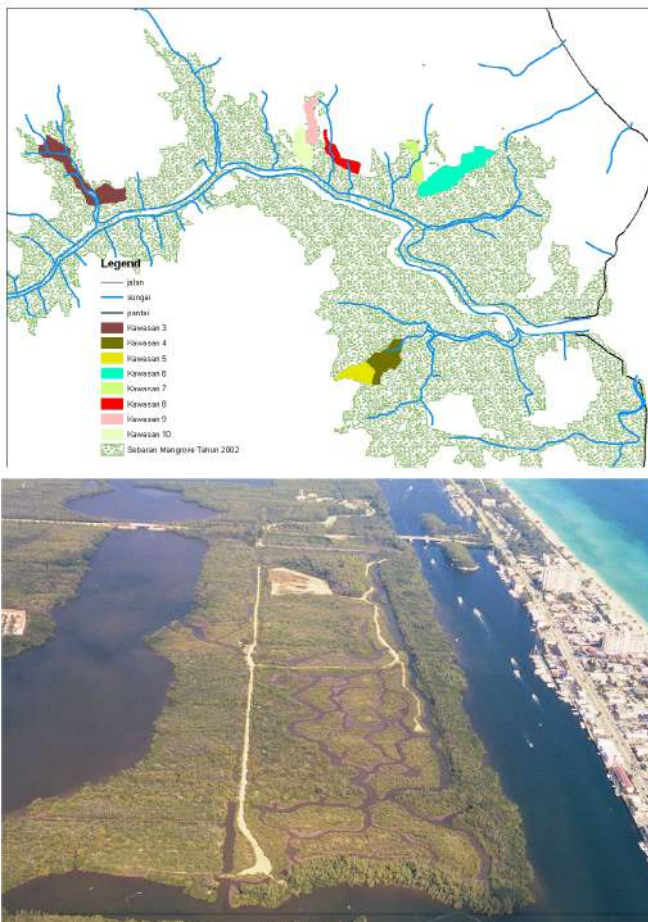 Legend
jalan
sungai
pantai
Kawasan 3
Kawasan 4
Kawasan 5
Kawasan 6
Kawasan 7
Kawasan 8
Kawasan 9
Kawasan 10
Sebaran Mangrove Tahun 2002